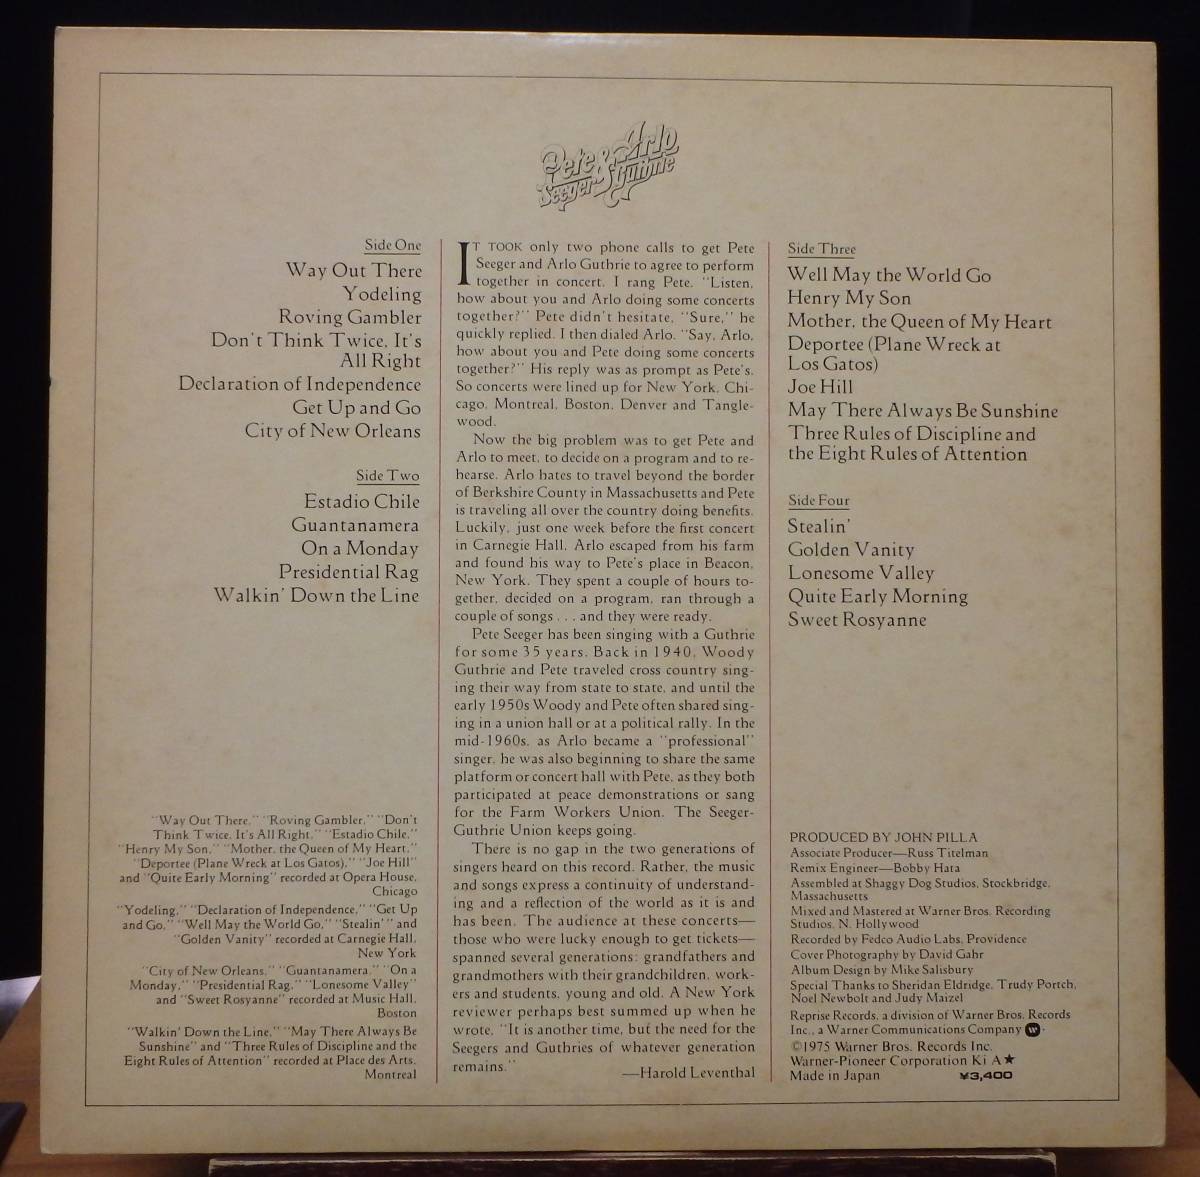 Pete & Arlo
Seeger Guthrie
Side One
Way Out There
Yodeling
Roving Gambler
Don't Think Twice, It's
All Right
Declaration of Independence
Get Up and Go
City of New Orleans
Side Two
Estadio Chile
Guantanamera
On a Monday
Presidential Rag
Walkin' Down the Line
"Way Out There," "Roving Gambler," "Don't
Think Twice, It's All Right," "Estadio Chile,"
"Henry My Son," "Mother, the Queen of My Heart,"
"Deportee (Plane Wreck at Los Gatos)," "Joe Hill"
and "Quite Early Morning" recorded at Opera House,
Chicago
"Yodeling," "Declaration of Independence," "Get Up
and Go," "Well May the World Go," "Stealin'" and
"Golden Vanity" recorded at Carnegie Hall,
New York
"City of New Orleans," "Guantanamera," "On a
Monday," "Presidential Rag," "Lonesome Valley"
and "Sweet Rosyanne" recorded at Music Hall,
Boston
"Walkin' Down the Line," "May There Always Be
Sunshine" and "Three Rules of Discipline and the
Eight Rules of Attention" recorded at Place des Arts,
Montreal
IT TOOK only two phone calls to get Pete
Seeger and Arlo Guthrie to agree to perform
together in concert. I rang Pete. "Listen,
how about you and Arlo doing some concerts
together?" Pete didn't hesitate, "Sure," he
quickly replied. I then dialed Arlo. "Say, Arlo,
how about you and Pete doing some concerts
together?" His reply was as prompt as Pete's.
So concerts were lined up for New York, Chi-
cago, Montreal, Boston, Denver and Tangle-
wood.
Now the big problem was to get Pete and
Arlo to meet, to decide on a program and to re-
hearse. Arlo hates to travel beyond the border
of Berkshire County in Massachusetts and Pete
is traveling all over the country doing benefits.
Luckily, just one week before the first concert
in Carnegie Hall, Arlo escaped from his farm
and found his way to Pete's place in Beacon,
New York. They spent a couple of hours to-
gether, decided on a program, ran through a
couple of songs . . . and they were ready.
Pete Seeger has been singing with a Guthrie
for some 35 years. Back in 1940, Woody
Guthrie and Pete traveled cross country sing-
ing their way from state to state, and until the
early 1950s Woody and Pete often shared sing-
ing in a union hall or at a political rally. In the
mid-1960s, as Arlo became a "professional"
singer, he was also beginning to share the same
platform or concert hall with Pete, as they both
participated at peace demonstrations or sang
for the Farm Workers Union. The Seeger-
Guthrie Union keeps going.
There is no gap in the two generations of
singers heard on this record. Rather, the music
and songs express a continuity of understand-
ing and a reflection of the world as it is and
has been. The audience at these concerts—
those who were lucky enough to get tickets—
spanned several generations: grandfathers and
grandmothers with their grandchildren, work-
ers and students, young and old. A New York
reviewer perhaps best summed up when he
wrote, "It is another time, but the need for the
Seegers and Guthries of whatever generation
remains."
—Harold Leventhal
Side Three
Well May the World Go
Henry My Son
Mother, the Queen of My Heart
Deportee (Plane Wreck at
Los Gatos)
Joe Hill
May There Always Be Sunshine
Three Rules of Discipline and
the Eight Rules of Attention
Side Four
Stealin'
Golden Vanity
Lonesome Valley
Quite Early Morning
Sweet Rosyanne
PRODUCED BY JOHN PILLA
Associate Producer—Russ Titelman
Remix Engineer—Bobby Hata
Assembled at Shaggy Dog Studios, Stockbridge,
Massachusetts
Mixed and Mastered at Warner Bros. Recording
Studios, N. Hollywood
Recorded by Fedco Audio Labs, Providence
Cover Photography by David Gahr
Album Design by Mike Salisbury
Special Thanks to Sheridan Eldridge, Trudy Portch,
Noel Newbolt and Judy Maizel
Reprise Records, a division of Warner Bros. Records
Inc., a Warner Communications Company
©1975 Warner Bros. Records Inc.
Warner-Pioneer Corporation Ki A★
Made in Japan ¥3,400